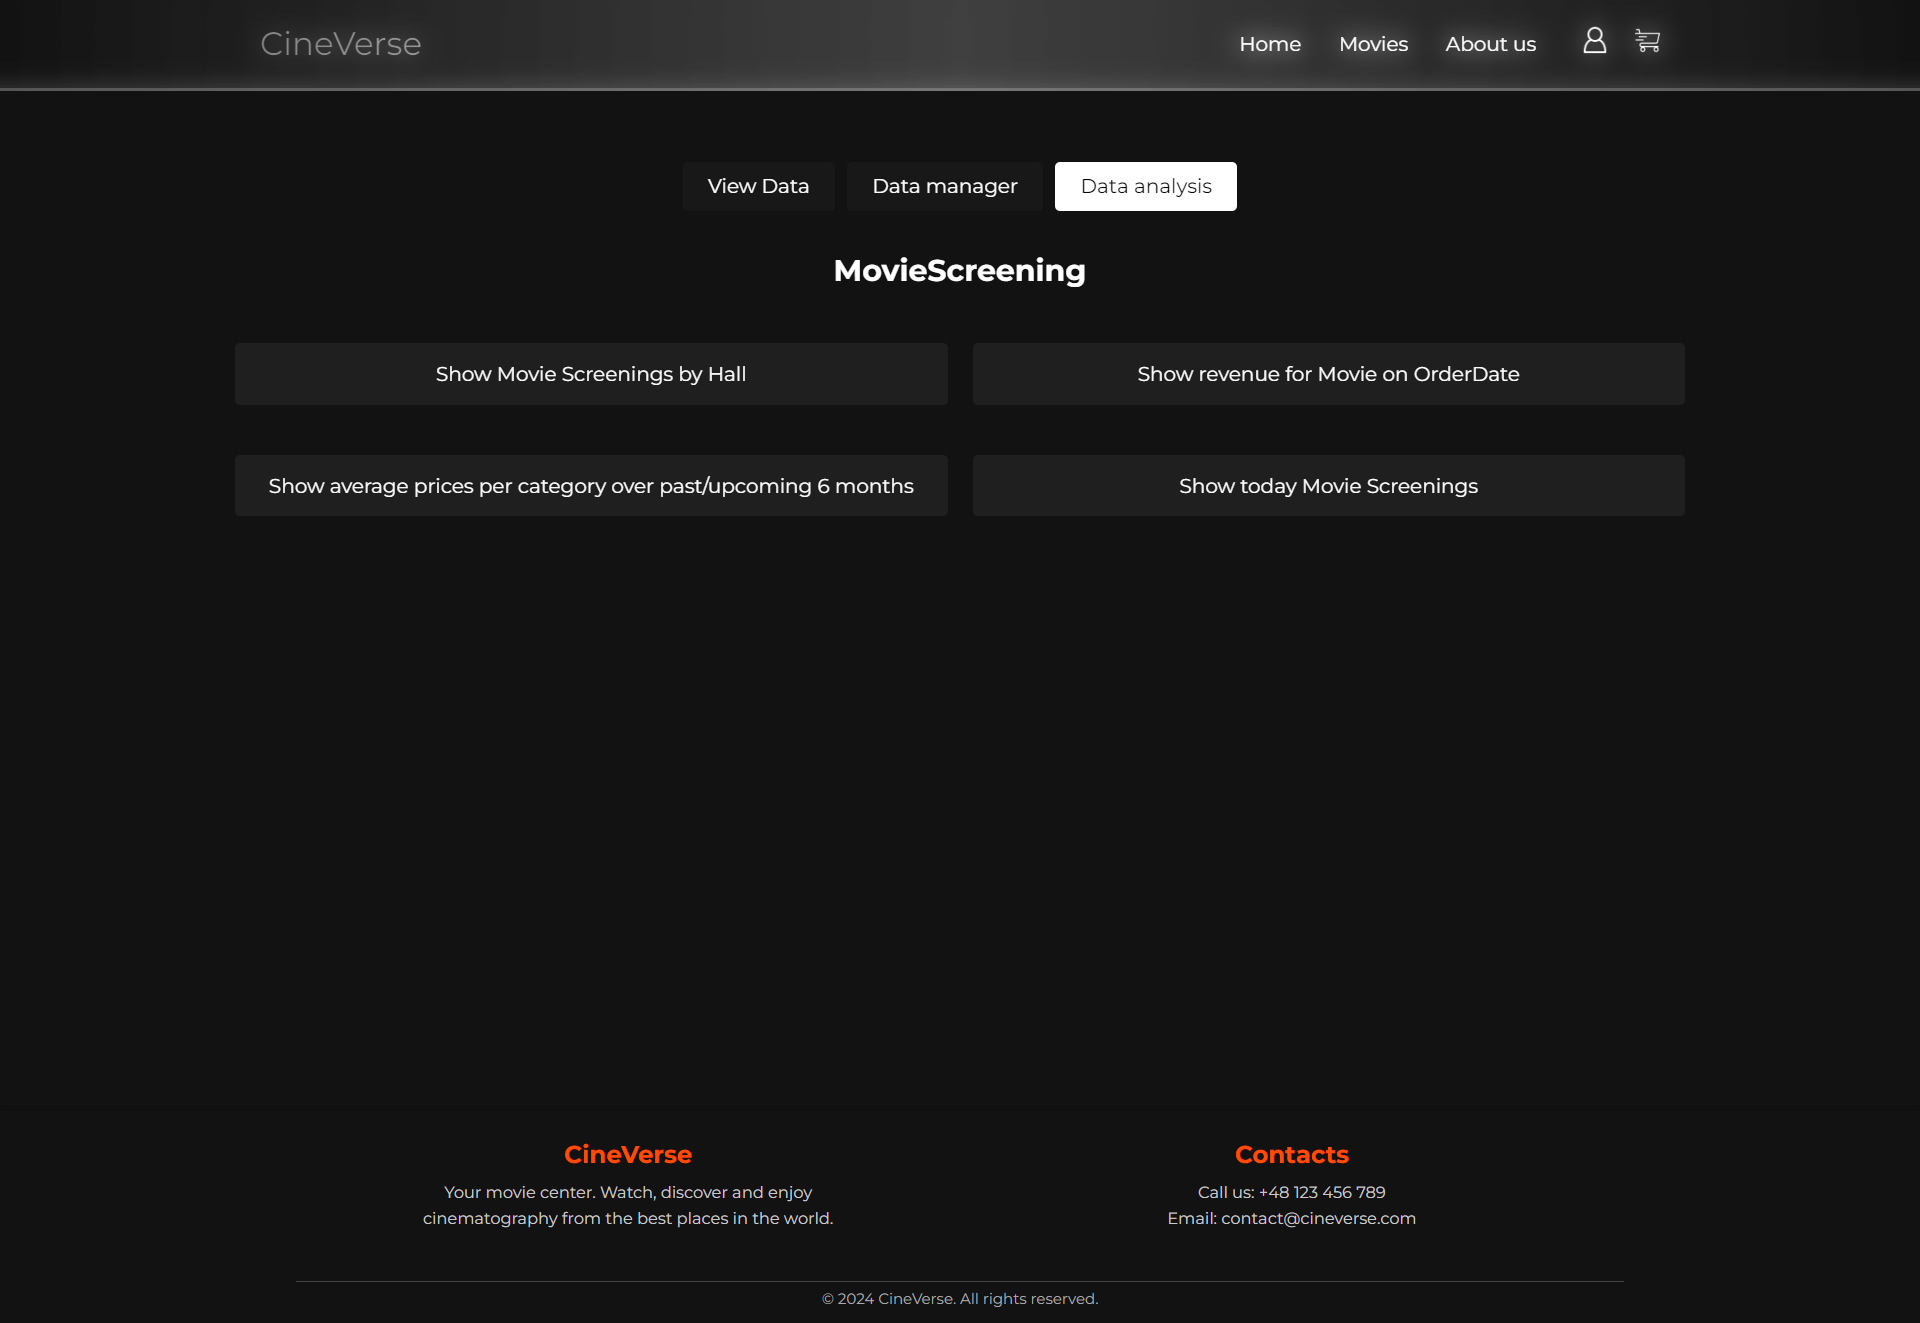 CineVerse
Home
Movies
About us
View Data
Data manager
Data analysis
MovieScreening
Show Movie Screenings by Hall
Show revenue for Movie on OrderDate
Show average prices per category over past/upcoming 6 months
Show today Movie Screenings
CineVerse
Your movie center. Watch, discover and enjoy
cinematography from the best places in the world.
Contacts
Call us: +48 123 456 789
Email: contact@cineverse.com
© 2024 CineVerse. All rights reserved.